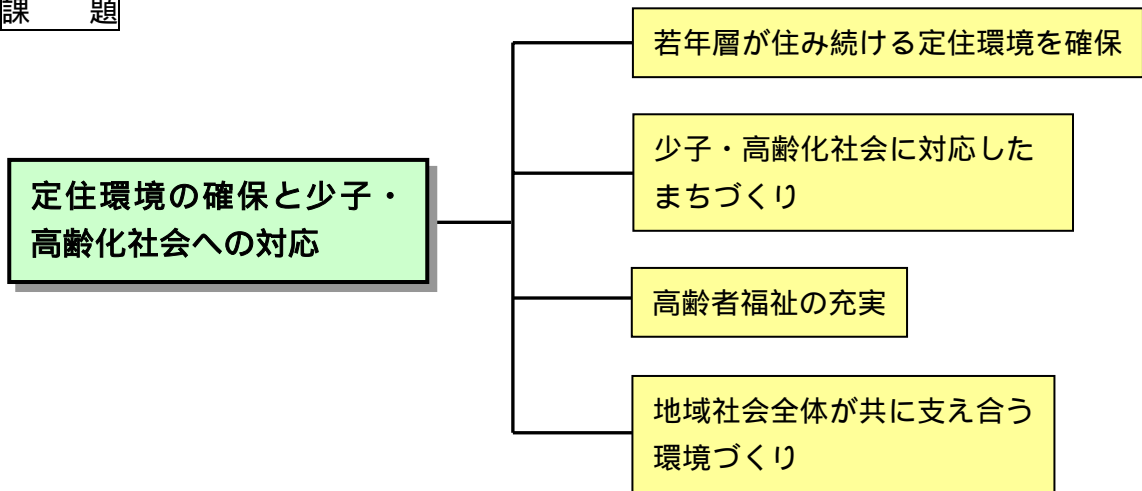 課　　題
若年層が住み続ける定住環境を確保
少子・高齢化社会に対応した
まちづくり
定住環境の確保と少子・
高齢化社会への対応
高齢者福祉の充実
地域社会全体が共に支え合う
環境づくり